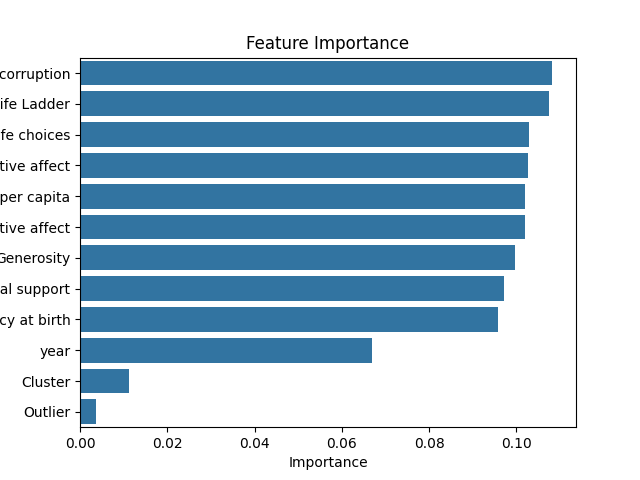 Feature Importance
corruption
ife Ladder
fe choices
tive affect
per capita
tive affect
Generosity
al support
cy at birth
year
Cluster
Outlier
0.00 0.02 0.04 0.06 0.08 0.10
Importance